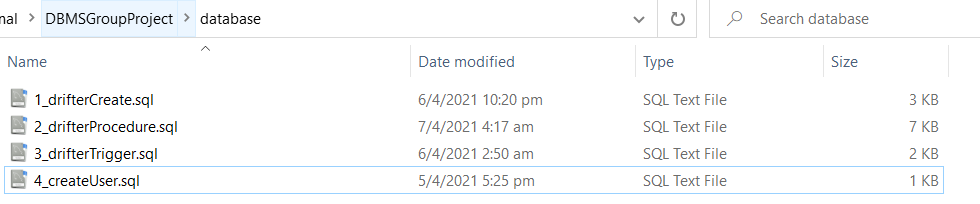 nal DBMSGroupProject database Search database
Name Date modified Type Size
1_drifterCreate.sql 6/4/2021 10:20 pm SQL Text File 3 KB
2_drifterProcedure.sql 7/4/2021 4:17 am SQL Text File 7 KB
3_drifterTrigger.sql 6/4/2021 2:50 am SQL Text File 2 KB
4_createUser.sql 5/4/2021 5:25 pm SQL Text File 1 KB